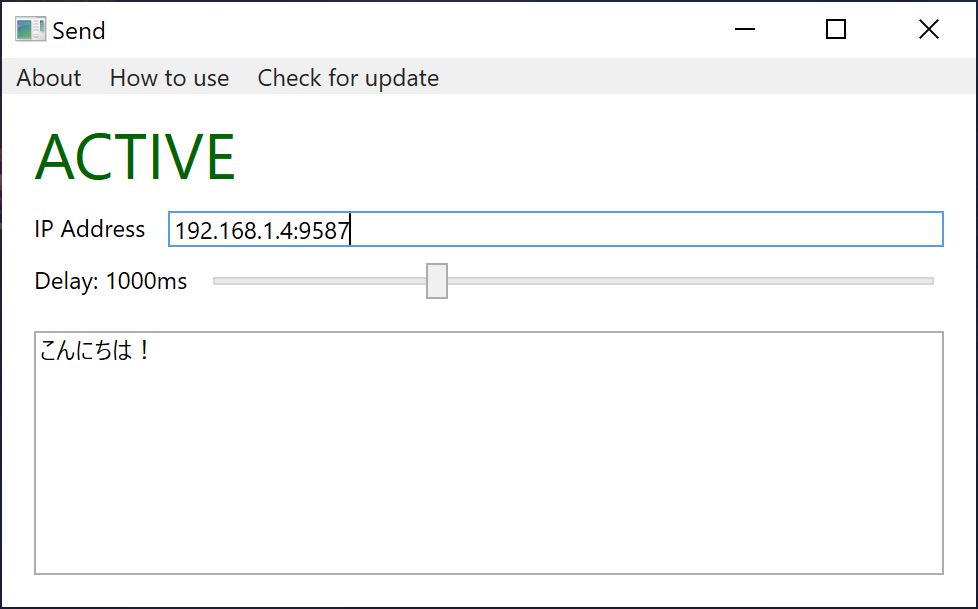 Send
About How to use Check for update
ACTIVE
IP Address 192.168.1.4:9587
Delay: 1000ms
こんにちは！